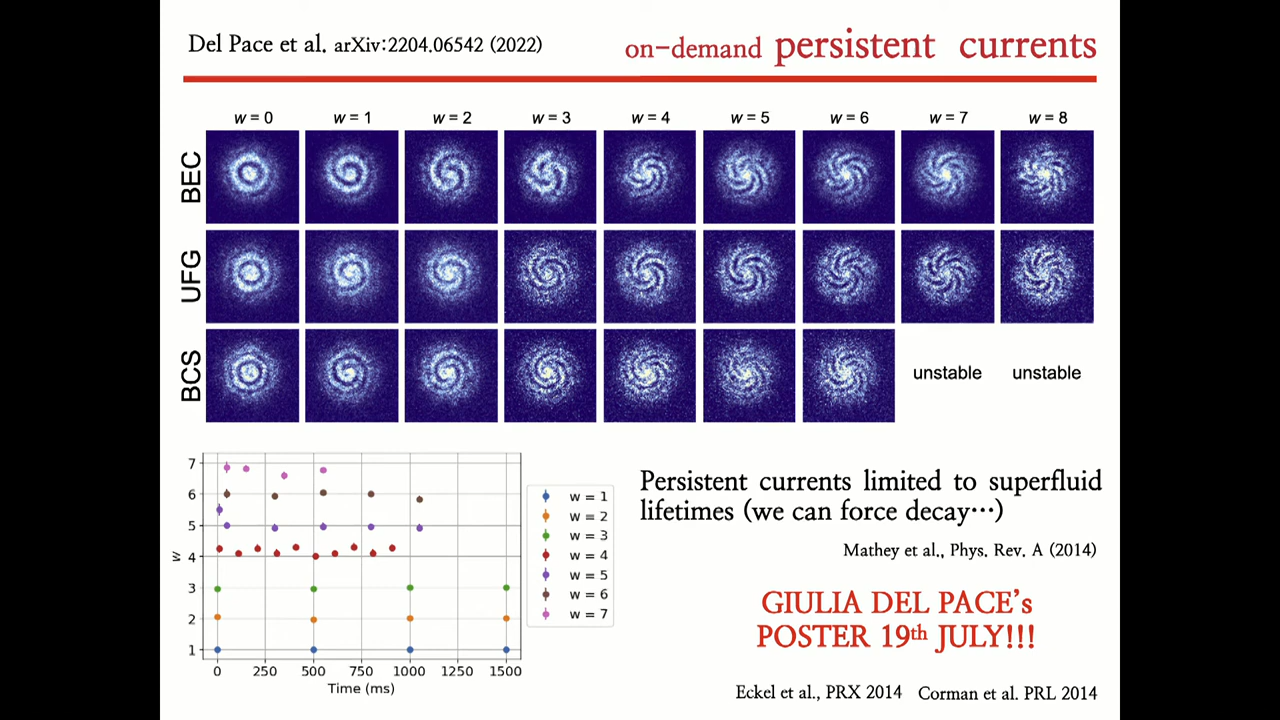 Del Pace et al. arXiv:2204.06542 (2022)
on-demand persistent currents
w = 0 w = 1 w = 2 w = 3 w = 4 w = 5 w = 6 w = 7 w = 8
BEC
UFG
BCS
unstable unstable
7
6
5
4
3
2
1
w
0 250 500 750 1000 1250 1500
Time (ms)
w = 1
w = 2
w = 3
w = 4
w = 5
w = 6
w = 7
Persistent currents limited to superfluid
lifetimes (we can force decay…)
Mathey et al., Phys. Rev. A (2014)
GIULIA DEL PACE's
POSTER 19th JULY!!!
Eckel et al., PRX 2014 Corman et al. PRL 2014